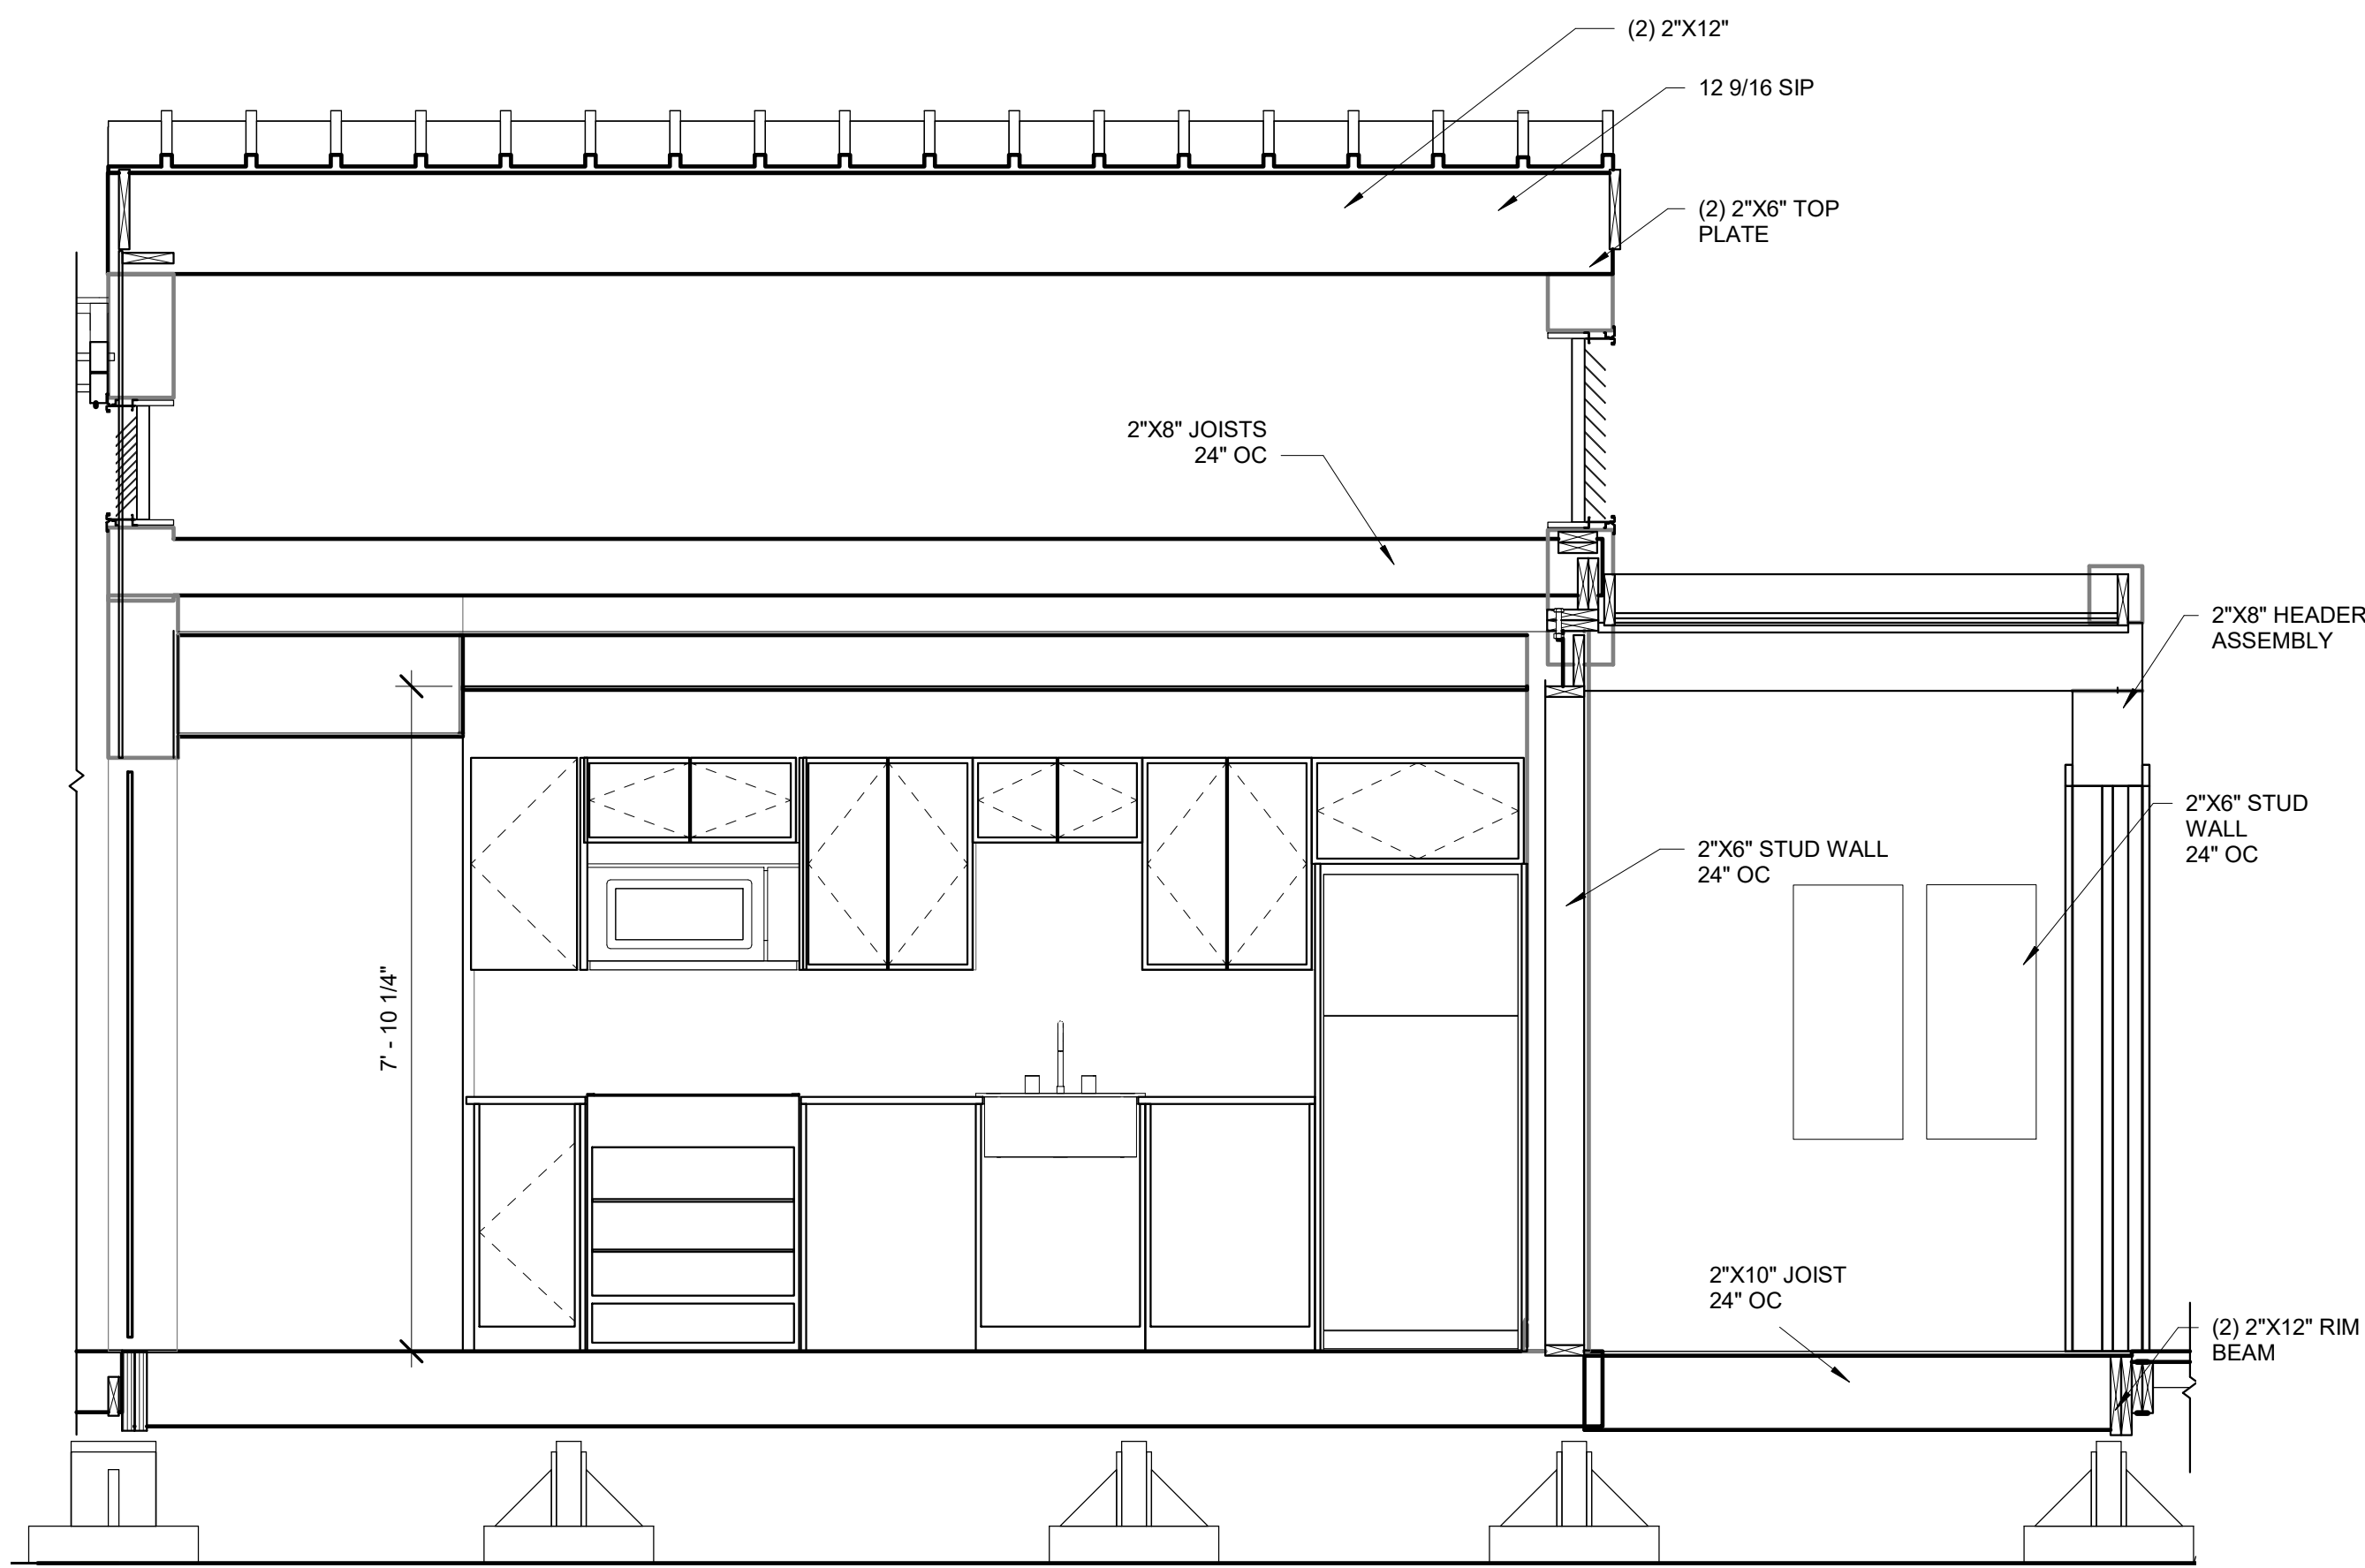 (2) 2"X12"
12 9/16 SIP
(2) 2"X6" TOP
PLATE
2"X8" JOISTS
24" OC
2"X8" HEADER
ASSEMBLY
2"X6" STUD
WALL
24" OC
2"X6" STUD WALL
24" OC
7' - 10 1/4"
2"X10" JOIST
24" OC
(2) 2"X12" RIM
BEAM